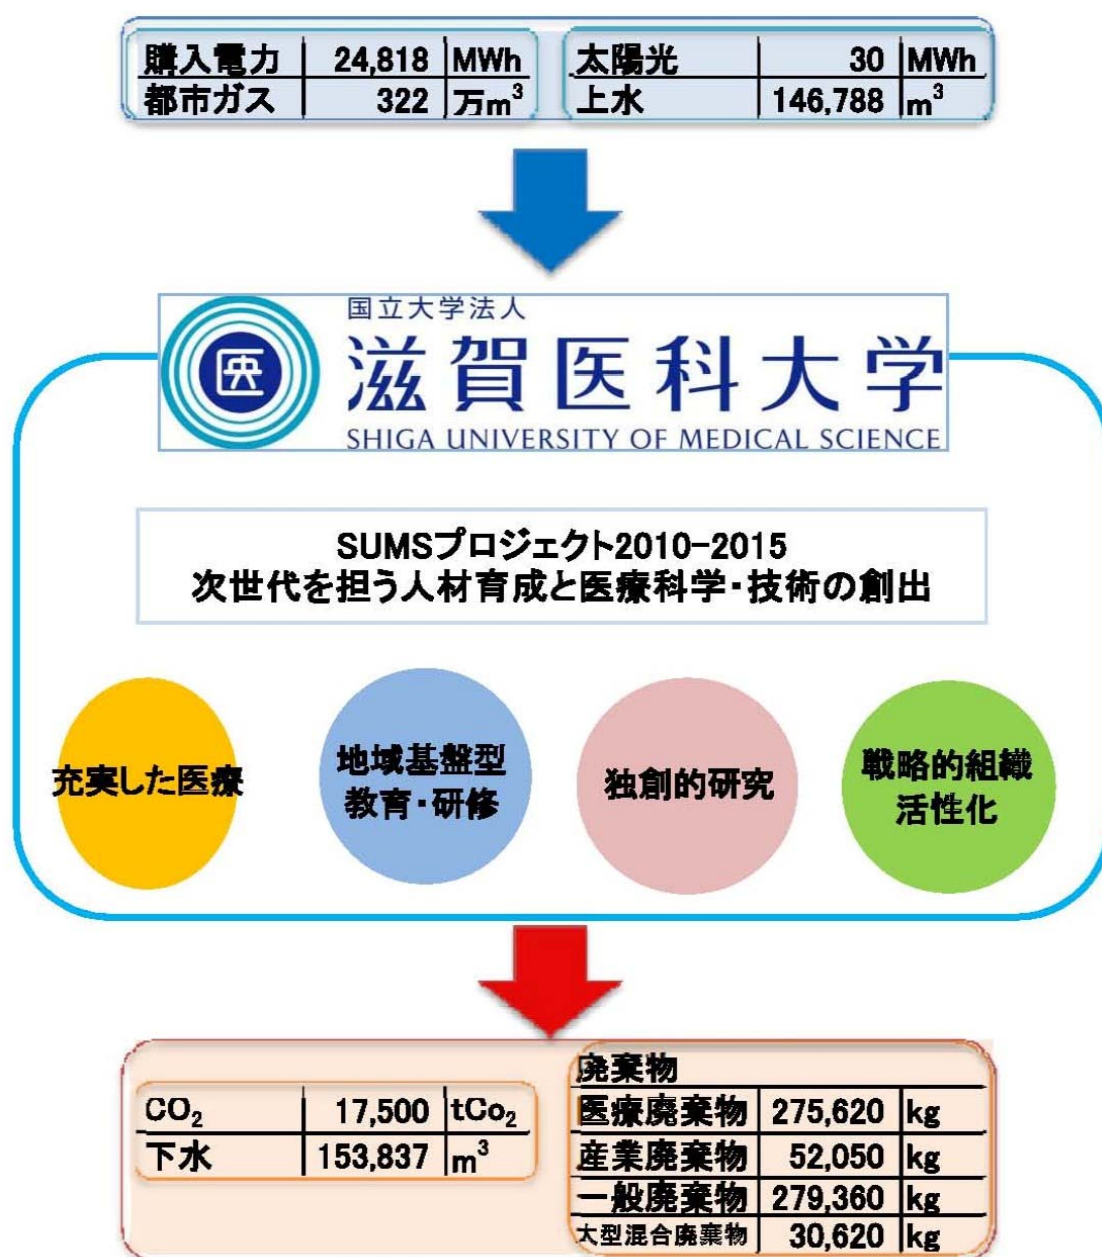 購入電力 24,818 MWh
都市ガス 322 万m³
太陽光 30 MWh
上水 146,788 m³
医
国立大学法人
滋賀医科大学
SHIGA UNIVERSITY OF MEDICAL SCIENCE
SUMSプロジェクト2010-2015
次世代を担う人材育成と医療科学・技術の創出
充実した医療
地域基盤型
教育・研修
独創的研究
戦略的組織
活性化
CO₂ 17,500 tCo₂
下水 153,837 m³
廃棄物
医療廃棄物 275,620 kg
産業廃棄物 52,050 kg
一般廃棄物 279,360 kg
大型混合廃棄物 30,620 kg